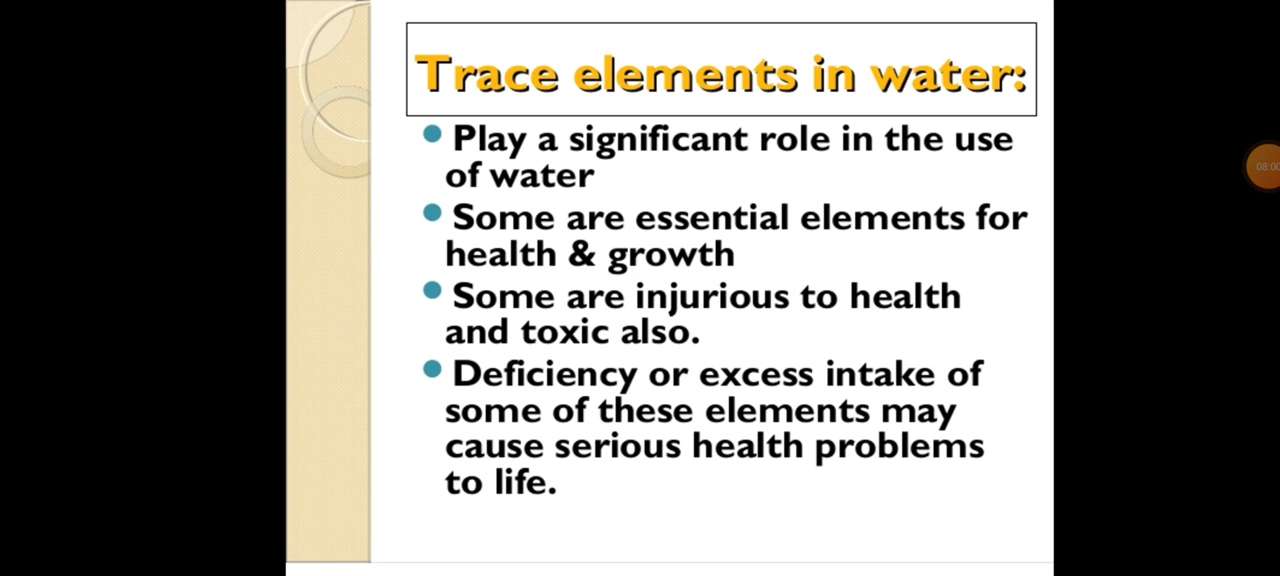 Trace elements in water:
Play a significant role in the use
of water
Some are essential elements for
health & growth
Some are injurious to health
and toxic also.
Deficiency or excess intake of
some of these elements may
cause serious health problems
to life.